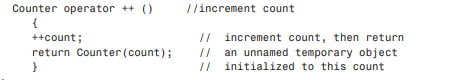 Counter operator ++ () //increment count
{
++count; // increment count, then return
return Counter(count); // an unnamed temporary object
} // initialized to this count